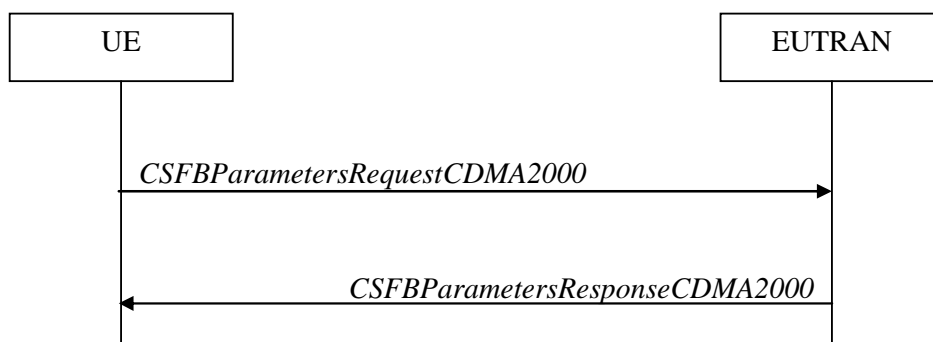 UE
EUTRAN
CSFBParametersRequestCDMA2000
CSFBParametersResponseCDMA2000